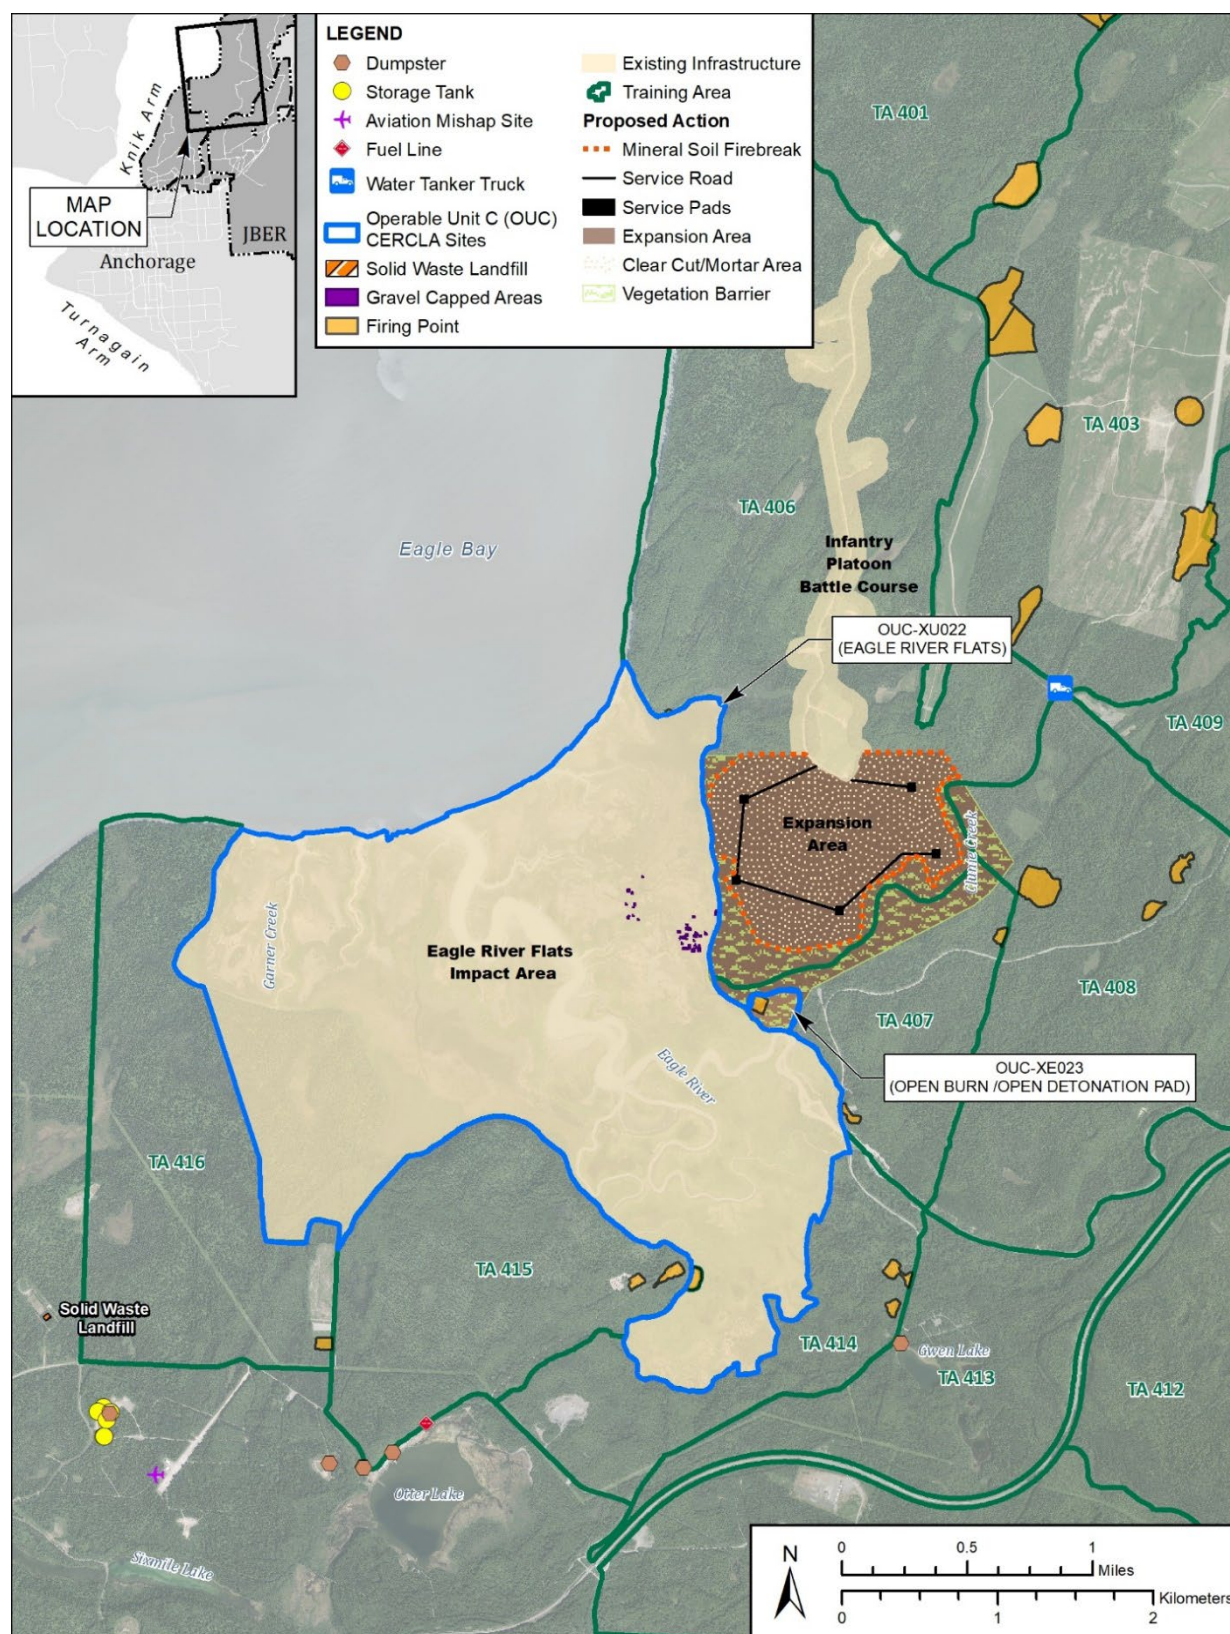 Knik Arm
MAP
LOCATION
JBER
Anchorage
Turnagain
Arm
LEGEND
Dumpster
Storage Tank
Aviation Mishap Site
Fuel Line
Water Tanker Truck
Operable Unit C (OUC)
CERCLA Sites
Solid Waste Landfill
Gravel Capped Areas
Firing Point
Existing Infrastructure
Training Area
Proposed Action
Mineral Soil Firebreak
Service Road
Service Pads
Expansion Area
Clear Cut/Mortar Area
Vegetation Barrier
TA 401
TA 403
TA 406
Eagle Bay
Infantry
Platoon
Battle Course
OUC-XU022
(EAGLE RIVER FLATS)
TA 409
Expansion
Area
Clunie Creek
Garner Creek
Eagle River Flats
Impact Area
TA 408
TA 407
Eagle River
OUC-XE023
(OPEN BURN /OPEN DETONATION PAD)
TA 416
TA 415
Solid Waste
Landfill
TA 414
Gwen Lake
TA 413
TA 412
Otter Lake
Sixmile Lake
N
0 0.5 1
Miles
Kilometers
0 1 2